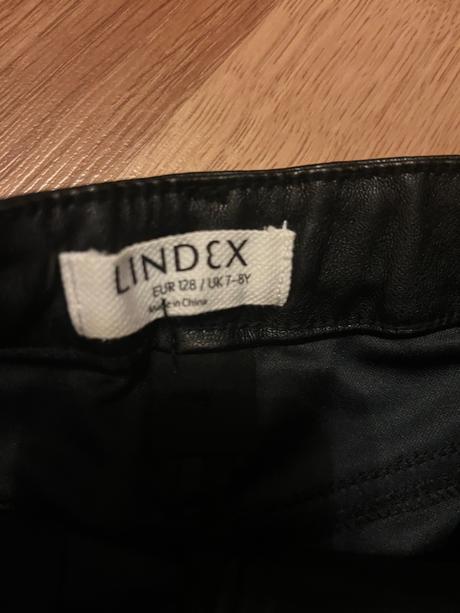 LINDEX
EUR 128 / UK 7-8Y
Made in China